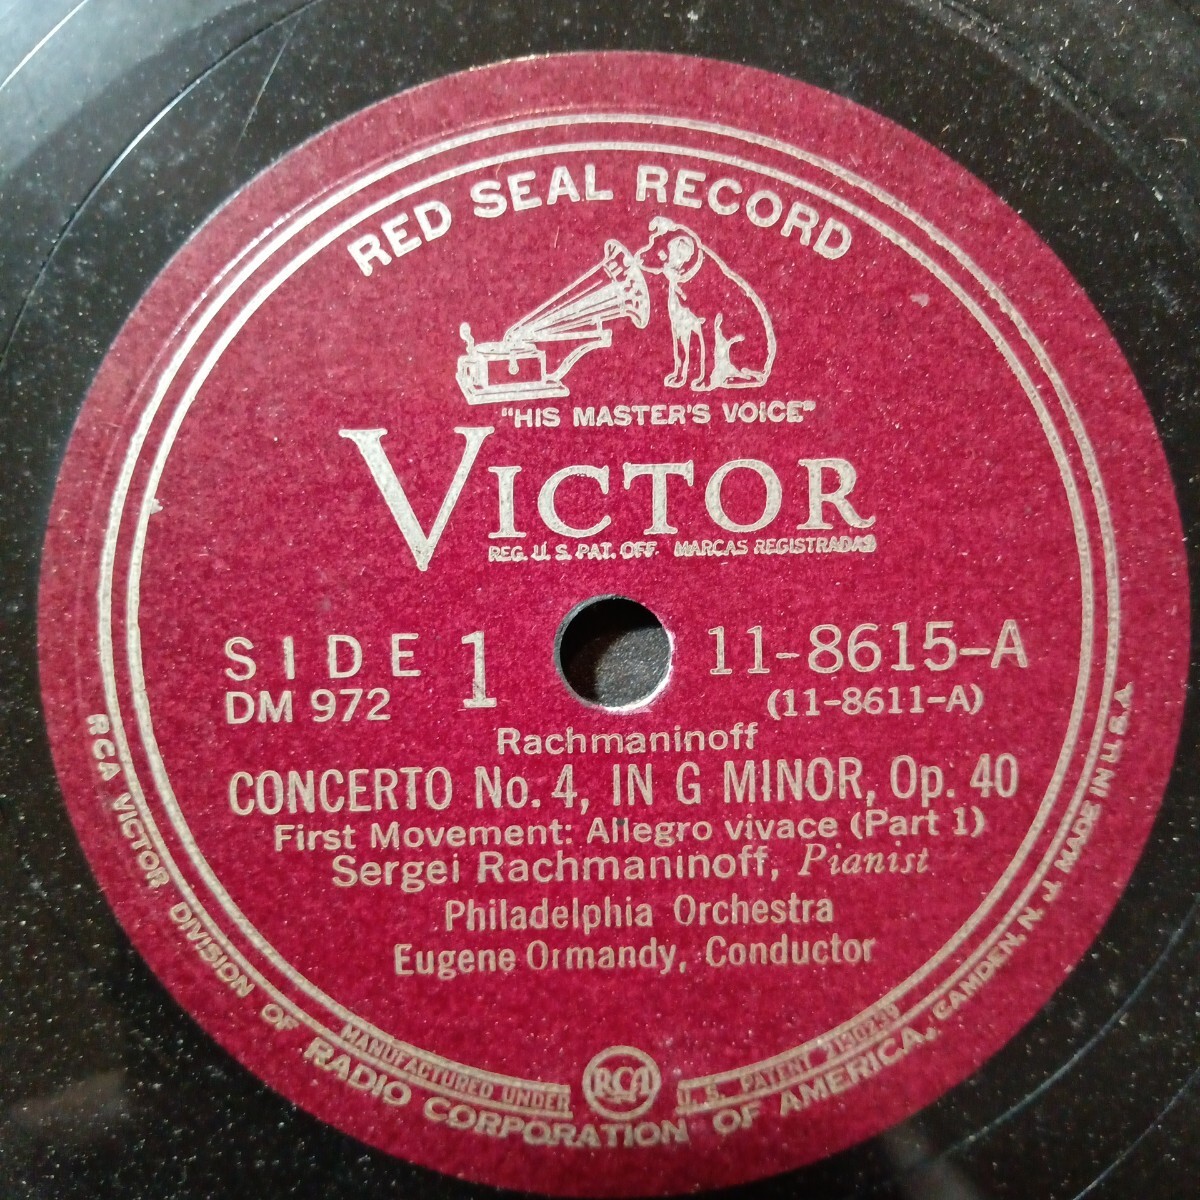 RED SEAL RECORD
"HIS MASTER'S VOICE"
VICTOR
REG. U. S. PAT. OFF. MARCAS REGISTRADAS
SIDE 1
11-8615-A
DM 972
(11-8611-A)
Rachmaninoff
CONCERTO No. 4, IN G MINOR, Op. 40
First Movement: Allegro vivace (Part 1)
Sergei Rachmaninoff, Pianist
Philadelphia Orchestra
Eugene Ormandy, Conductor
MANUFACTURED UNDER RCA U. S. PATENT 2130239
RCA VICTOR DIVISION OF RADIO CORPORATION OF AMERICA, CAMDEN, N. J. MADE IN U. S. A.